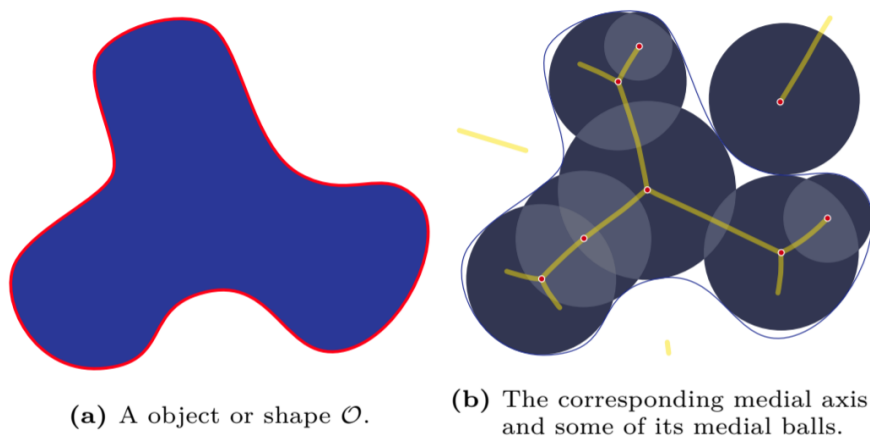 (a) A object or shape 𝒪.
(b) The corresponding medial axis
and some of its medial balls.